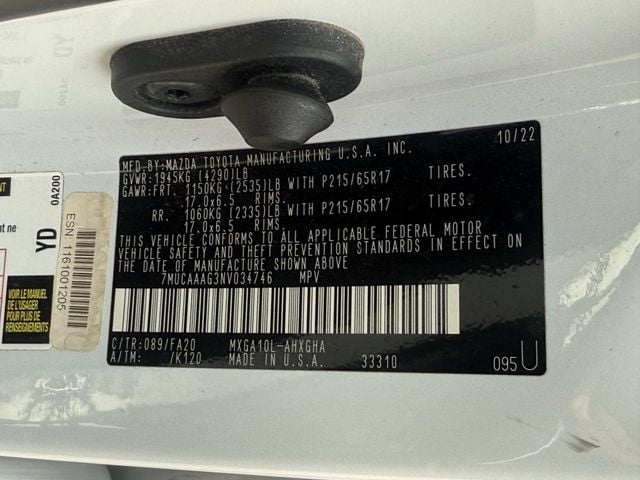 MFD.BY:MAZDA TOYOTA MANUFACTURING U.S.A. INC. 10/22
GVWR:1945KG (4290)LB
GAWR:FRT. 1150KG (2535)LB WITH P215/65R17 TIRES.
17.0x6.5 RIMS.
RR. 1060KG (2335)LB WITH P215/65R17 TIRES.
17.0x6.5 RIMS.
THIS VEHICLE CONFORMS TO ALL APPLICABLE FEDERAL MOTOR
VEHICLE SAFETY AND THEFT PREVENTION STANDARDS IN EFFECT ON
THE DATE OF MANUFACTURE SHOWN ABOVE.
7MUCAAAG3NV034746 MPV
C/TR:089/FA20 MXGA10L-AHXGHA
A/TM: /K120 MADE IN U.S.A. 33310 095U
YD
0A200
ESN: 1161001205
VOIR LE MANUEL
DE L'USAGER
POUR PLUS DE
RENSEIGNEMENTS
nt ne
YD